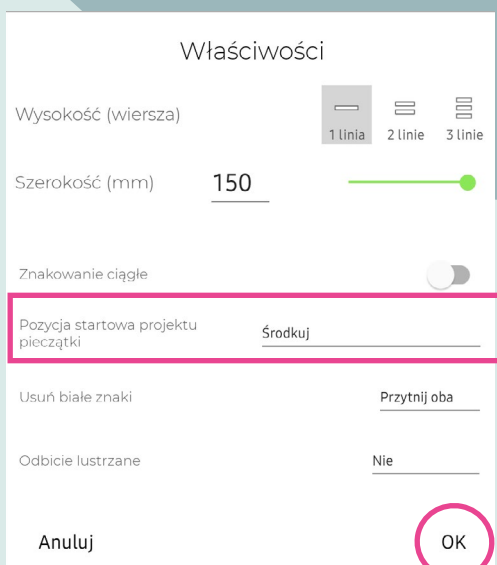 Właściwości
Wysokość (wiersza)
1 linia 2 linie 3 linie
Szerokość (mm) 150
Znakowanie ciągłe
Pozycja startowa projektu
pieczątki
Środkuj
Usuń białe znaki Przytnij oba
Odbicie lustrzane Nie
Anuluj OK